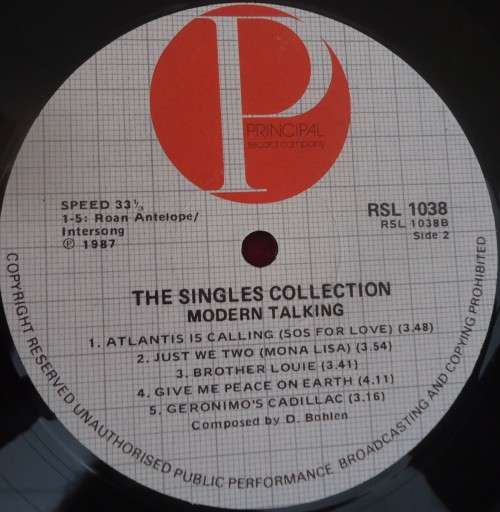 P
PRINCIPAL
record company
SPEED 33⅓
1-5: Roan Antelope/
Intersong
℗ 1987
RSL 1038
RSL 1038B
Side 2
THE SINGLES COLLECTION
MODERN TALKING
1. ATLANTIS IS CALLING (SOS FOR LOVE) (3.48)
2. JUST WE TWO (MONA LISA) (3.54)
3. BROTHER LOUIE (3.41)
4. GIVE ME PEACE ON EARTH (4.11)
5. GERONIMO'S CADILLAC (3.16)
Composed by D. Bohlen
COPYRIGHT RESERVED UNAUTHORISED PUBLIC PERFORMANCE BROADCASTING AND COPYING PROHIBITED